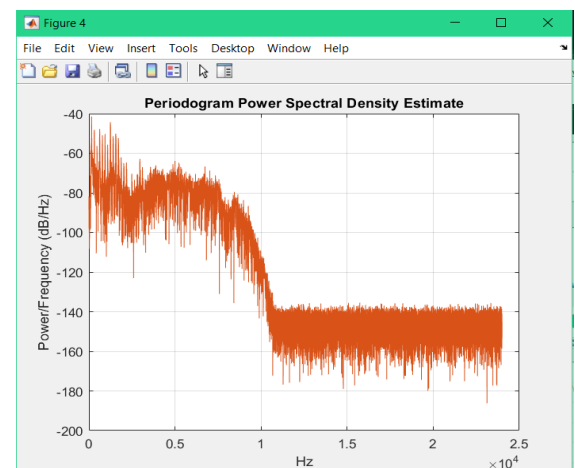 Figure 4
File Edit View Insert Tools Desktop Window Help
Periodogram Power Spectral Density Estimate
Power/Frequency (dB/Hz)
-40
-60
-80
-100
-120
-140
-160
-180
-200
0 0.5 1 1.5 2 2.5
Hz
×10⁴